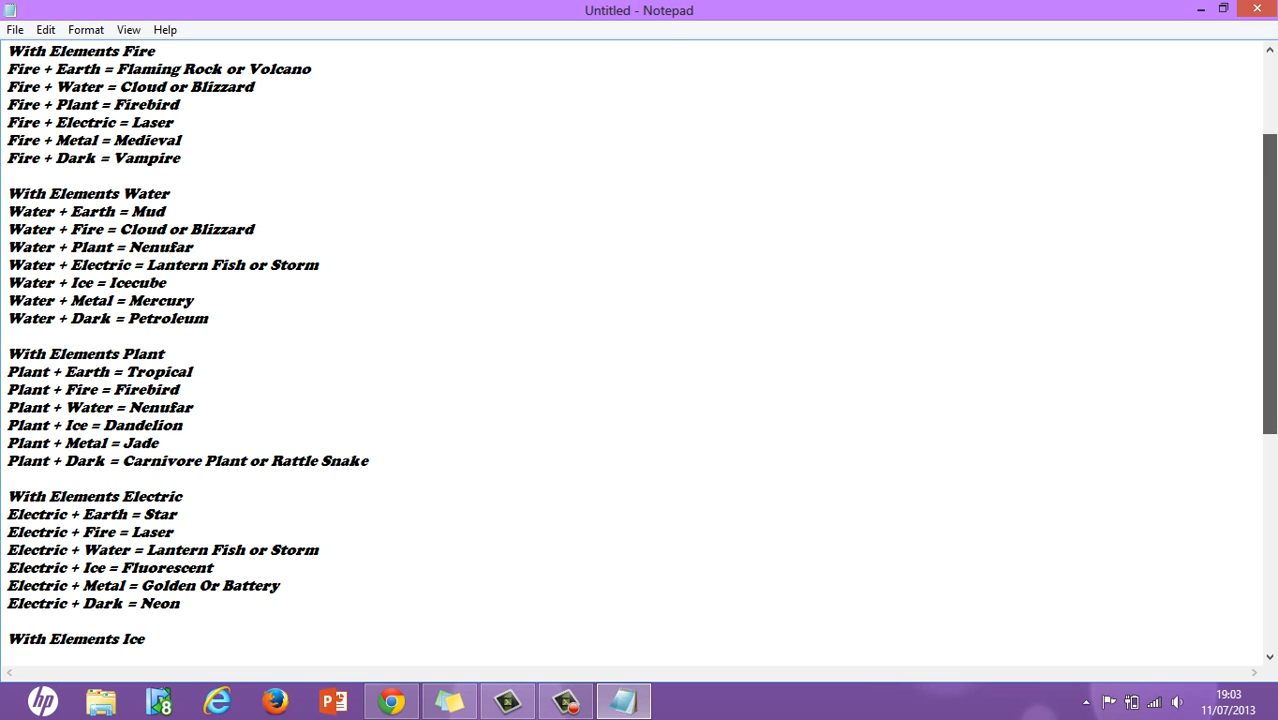 Untitled - Notepad
File Edit Format View Help
With Elements Fire
Fire + Earth = Flaming Rock or Volcano
Fire + Water = Cloud or Blizzard
Fire + Plant = Firebird
Fire + Electric = Laser
Fire + Metal = Medieval
Fire + Dark = Vampire
With Elements Water
Water + Earth = Mud
Water + Fire = Cloud or Blizzard
Water + Plant = Nenufar
Water + Electric = Lantern Fish or Storm
Water + Ice = Icecube
Water + Metal = Mercury
Water + Dark = Petroleum
With Elements Plant
Plant + Earth = Tropical
Plant + Fire = Firebird
Plant + Water = Nenufar
Plant + Ice = Dandelion
Plant + Metal = Jade
Plant + Dark = Carnivore Plant or Rattle Snake
With Elements Electric
Electric + Earth = Star
Electric + Fire = Laser
Electric + Water = Lantern Fish or Storm
Electric + Ice = Fluorescent
Electric + Metal = Golden Or Battery
Electric + Dark = Neon
With Elements Ice
19:03
11/07/2013